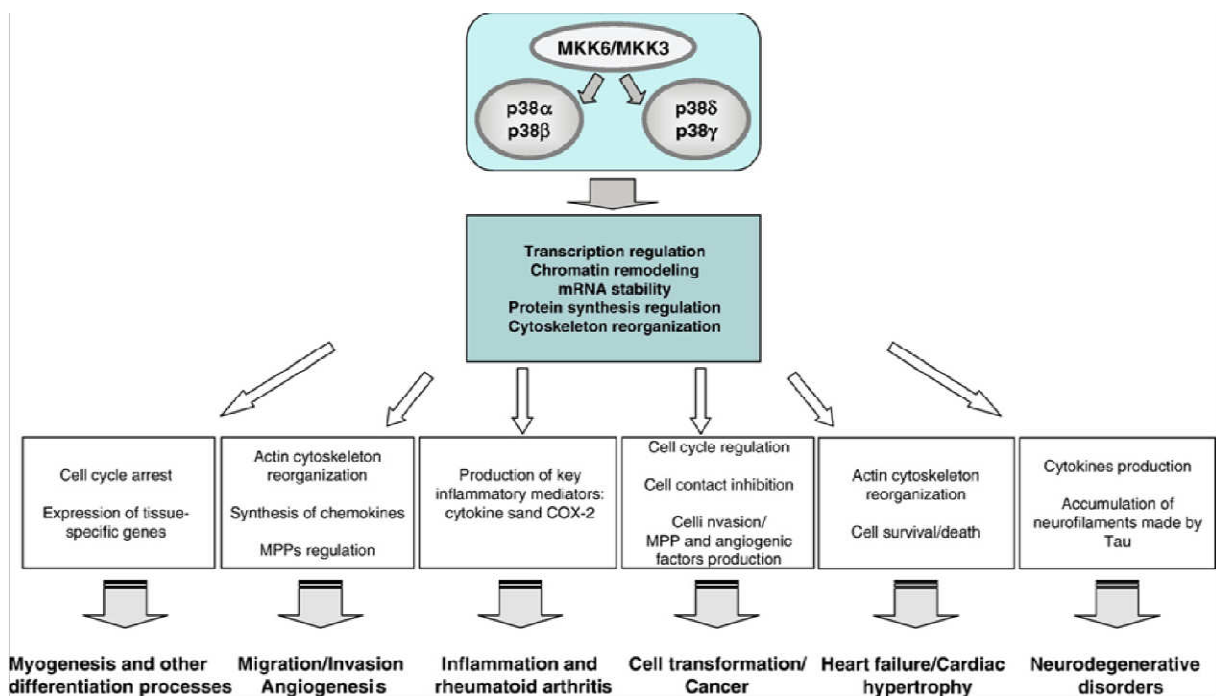 MKK6/MKK3
p38α
p38β
p38δ
p38γ
Transcription regulation
Chromatin remodeling
mRNA stability
Protein synthesis regulation
Cytoskeleton reorganization
Cell cycle arrest
Expression of tissue-
specific genes
Actin cytoskeleton
reorganization
Synthesis of chemokines
MPPs regulation
Production of key
inflammatory mediators:
cytokine sand COX-2
Cell cycle regulation
Cell contact inhibition
Celli nvasion/
MPP and angiogenic
factors production
Actin cytoskeleton
reorganization
Cell survival/death
Cytokines production
Accumulation of
neurofilaments made by
Tau
Myogenesis and other
differentiation processes
Migration/Invasion
Angiogenesis
Inflammation and
rheumatoid arthritis
Cell transformation/
Cancer
Heart failure/Cardiac
hypertrophy
Neurodegenerative
disorders